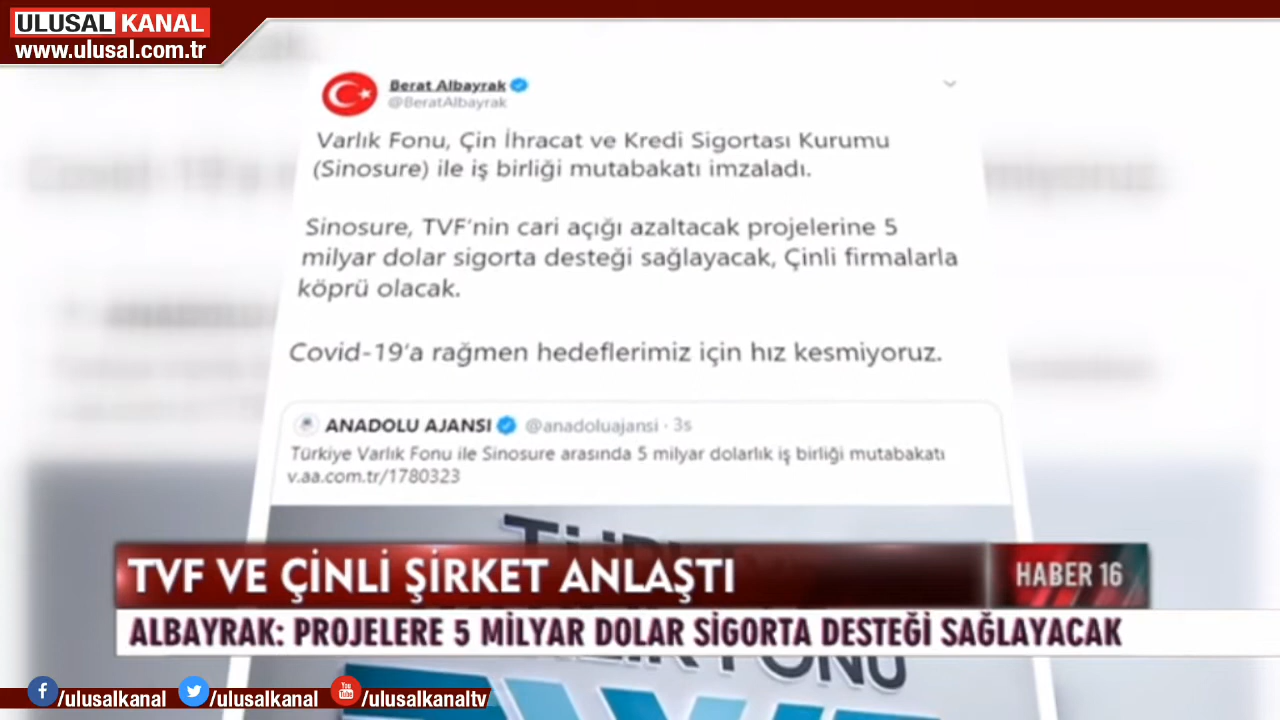 ULUSAL KANAL
www.ulusal.com.tr
Berat Albayrak
@BeratAlbayrak
Varlık Fonu, Çin İhracat ve Kredi Sigortası Kurumu
(Sinosure) ile iş birliği mutabakatı imzaladı.
Sinosure, TVF'nin cari açığı azaltacak projelerine 5
milyar dolar sigorta desteği sağlayacak, Çinli firmalarla
köprü olacak.
Covid-19'a rağmen hedeflerimiz için hız kesmiyoruz.
ANADOLU AJANSI @anadoluajansi · 3s
Türkiye Varlık Fonu ile Sinosure arasında 5 milyar dolarlık iş birliği mutabakatı
v.aa.com.tr/1780323
TVF VE ÇİNLİ ŞİRKET ANLAŞTI
HABER 16
ALBAYRAK: PROJELERE 5 MİLYAR DOLAR SİGORTA DESTEĞİ SAĞLAYACAK
/ulusalkanal /ulusalkanal /ulusalkanaltv